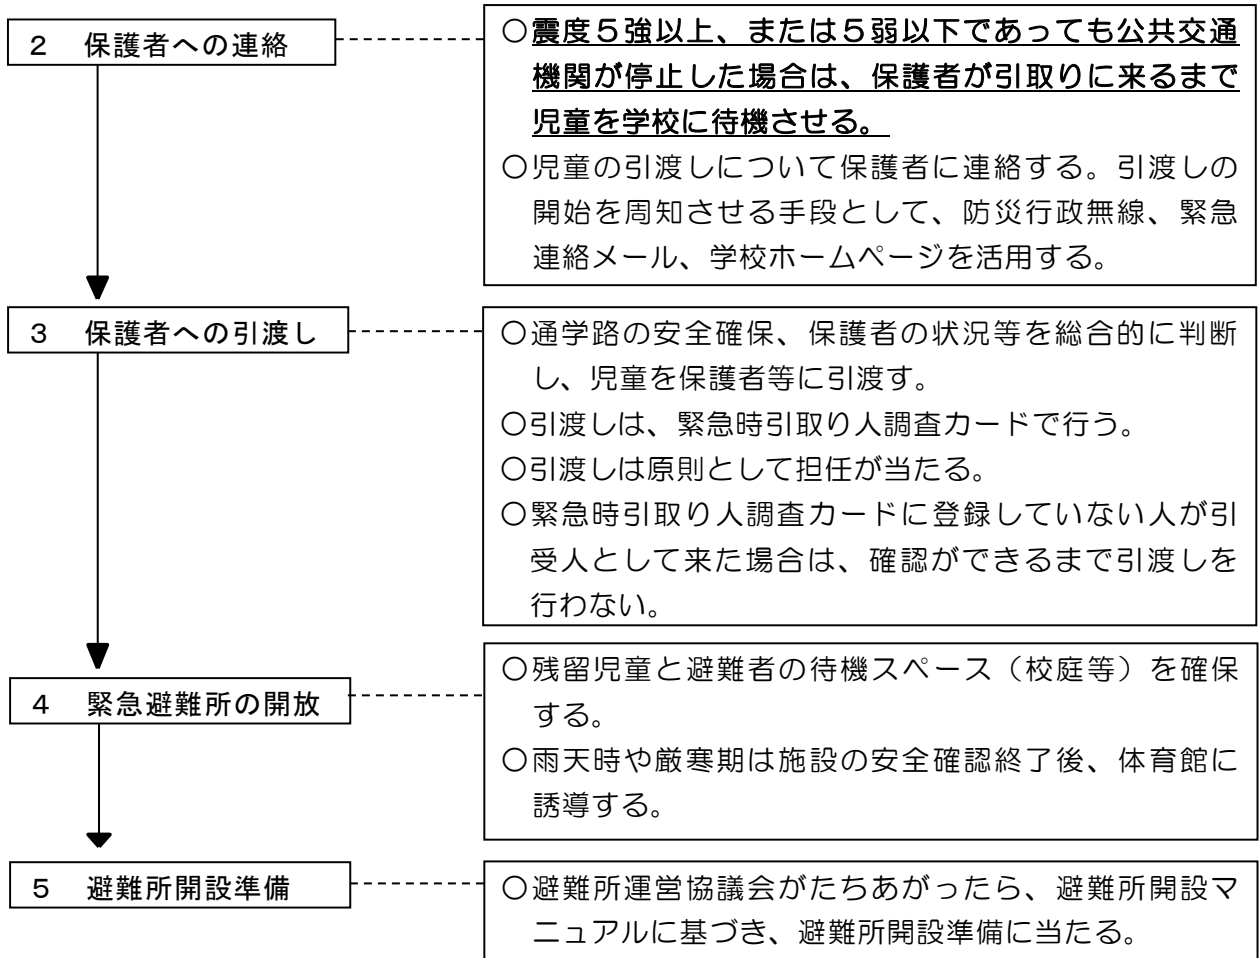 ２　保護者への連絡
○震度５強以上、または５弱以下であっても公共交通
機関が停止した場合は、保護者が引取りに来るまで
児童を学校に待機させる。
○児童の引渡しについて保護者に連絡する。引渡しの
開始を周知させる手段として、防災行政無線、緊急
連絡メール、学校ホームページを活用する。
３　保護者への引渡し
○通学路の安全確保、保護者の状況等を総合的に判断
し、児童を保護者等に引渡す。
○引渡しは、緊急時引取り人調査カードで行う。
○引渡しは原則として担任が当たる。
○緊急時引取り人調査カードに登録していない人が引
受人として来た場合は、確認ができるまで引渡しを
行わない。
４　緊急避難所の開放
○残留児童と避難者の待機スペース（校庭等）を確保
する。
○雨天時や厳寒期は施設の安全確認終了後、体育館に
誘導する。
５　避難所開設準備
○避難所運営協議会がたちあがったら、避難所開設マ
ニュアルに基づき、避難所開設準備に当たる。